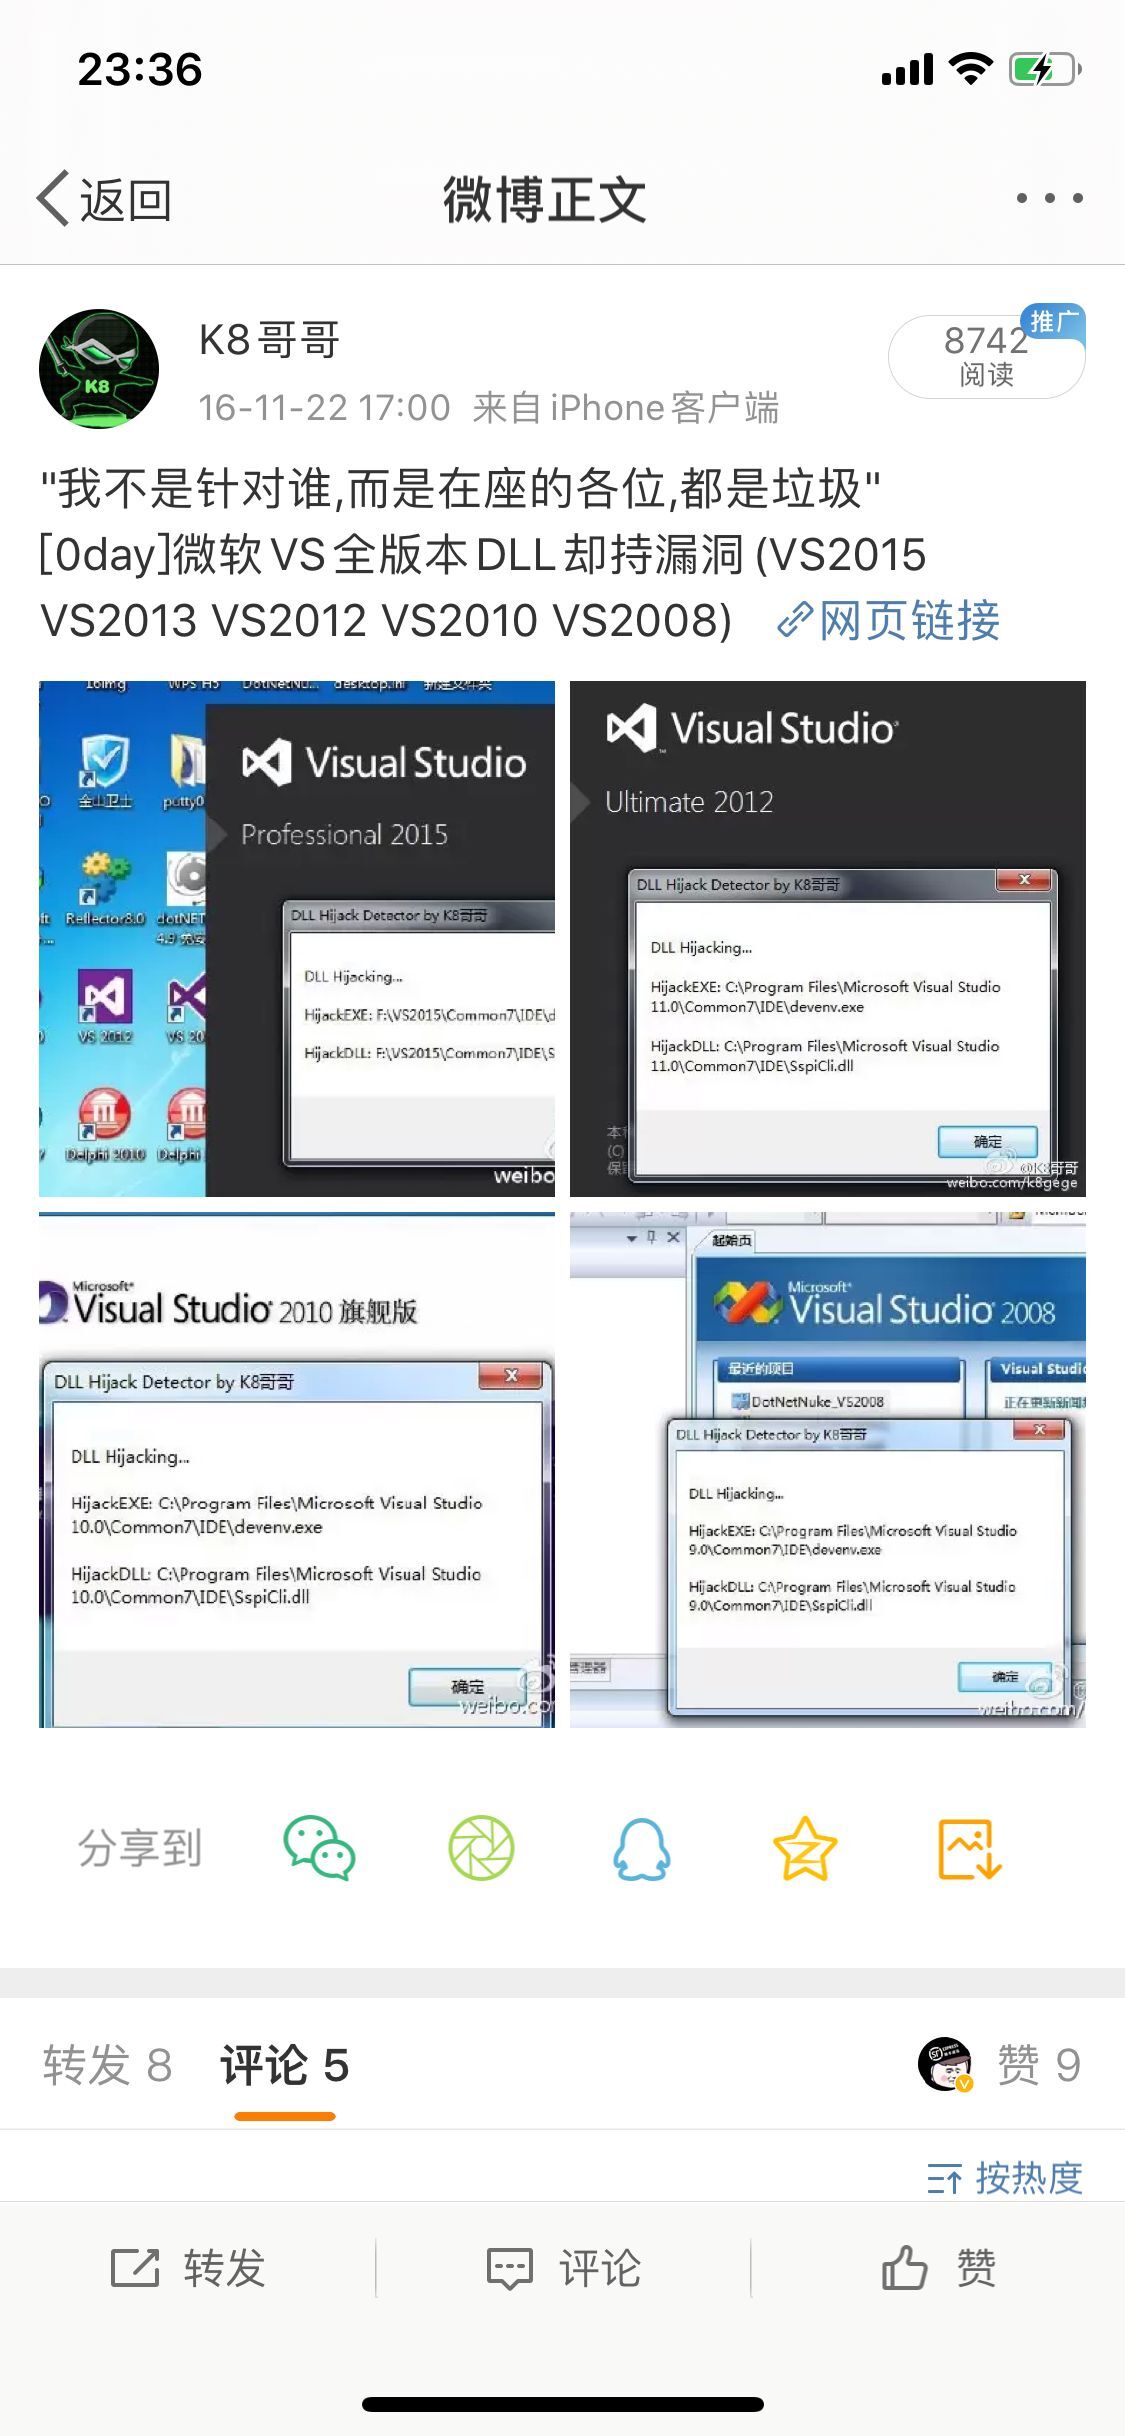 23:36
返回
微博正文
K8哥哥
K8
16-11-22 17:00 来自iPhone客户端
推广
8742
阅读
"我不是针对谁,而是在座的各位,都是垃圾"
[0day]微软VS全版本DLL却持漏洞(VS2015
VS2013 VS2012 VS2010 VS2008) 网页链接
Visual Studio
Professional 2015
金山卫士
Reflector8.0
VS 2012
Delphi 2010
Delphi
DLL Hijack Detector by K8哥哥
DLL Hijacking...
HijackEXE: F:\VS2015\Common7\IDE\d
HijackDLL: F:\VS2015\Common7\IDE\S
weibo
Visual Studio
Ultimate 2012
DLL Hijack Detector by K8哥哥
DLL Hijacking...
HijackEXE: C:\Program Files\Microsoft Visual Studio
11.0\Common7\IDE\devenv.exe
HijackDLL: C:\Program Files\Microsoft Visual Studio
11.0\Common7\IDE\SspiCli.dll
确定
@K8哥哥
weibo.com/k8gege
Microsoft
Visual Studio 2010 旗舰版
DLL Hijack Detector by K8哥哥
DLL Hijacking...
HijackEXE: C:\Program Files\Microsoft Visual Studio
10.0\Common7\IDE\devenv.exe
HijackDLL: C:\Program Files\Microsoft Visual Studio
10.0\Common7\IDE\SspiCli.dll
确定
weibo.co
起始页
Microsoft
Visual Studio 2008
最近的项目
Visual Studi
DotNetNuke_VS2008
正在更新新闻
DLL Hijack Detector by K8哥哥
DLL Hijacking...
HijackEXE: C:\Program Files\Microsoft Visual Studio
9.0\Common7\IDE\devenv.exe
HijackDLL: C:\Program Files\Microsoft Visual Studio
9.0\Common7\IDE\SspiCli.dll
管理器
确定
weibo.com/
分享到
转发 8
评论 5
赞 9
按热度
转发
评论
赞